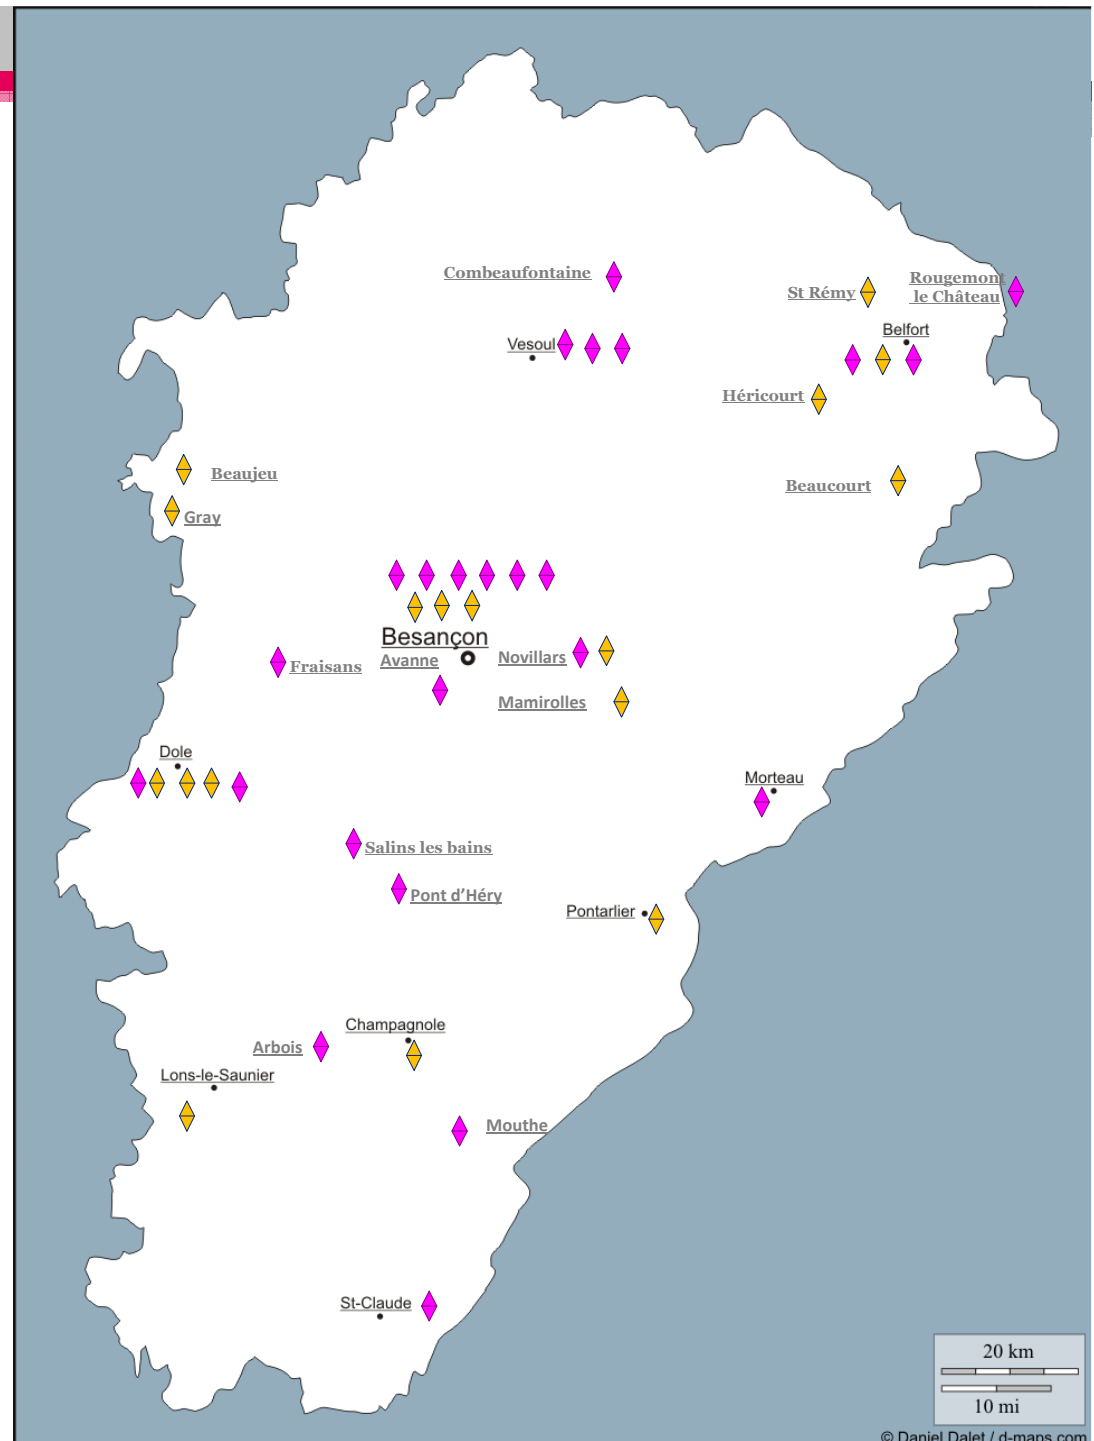 Combeaufontaine
St Rémy
Rougemont
le Château
Belfort
Vesoul
Héricourt
Beaujeu
Beaucourt
Gray
Besançon
Fraisans
Avanne
Novillars
Mamirolles
Dole
Morteau
Salins les bains
Pont d’Héry
Pontarlier
Champagnole
Arbois
Lons-le-Saunier
Mouthe
St-Claude
20 km
10 mi
© Daniel Dalet / d-maps.com